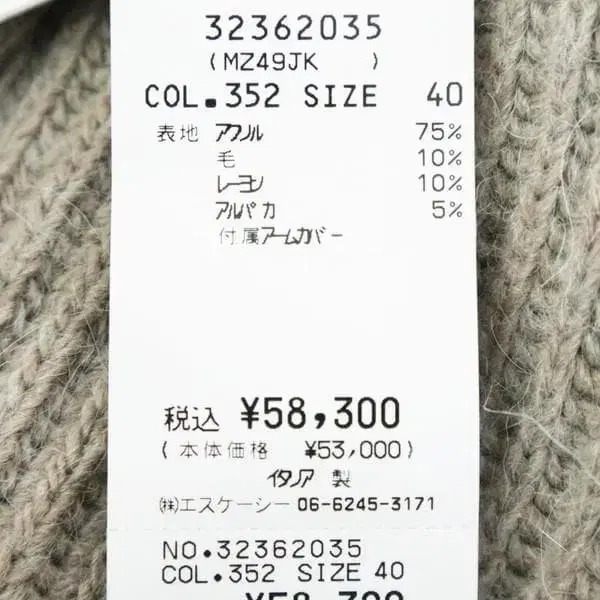 32362035
(MZ49JK )
COL.352 SIZE 40
表地 アクリル 75%
毛 10%
レーヨン 10%
アルパカ 5%
付属アームカバー
税込 ¥58,300
(本体価格 ¥53,000)
イタリア 製
㈱エスケーシー 06-6245-3171
NO.32362035
COL.352 SIZE 40
¥58,300